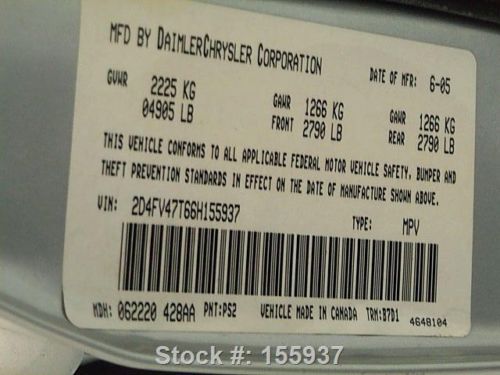 MFD BY DAIMLERCHRYSLER CORPORATION
DATE OF MFR: 6-05
GVWR 2225 KG 04905 LB
GAWR FRONT 1266 KG 2790 LB
GAWR REAR 1266 KG 2790 LB
THIS VEHICLE CONFORMS TO ALL APPLICABLE FEDERAL MOTOR VEHICLE SAFETY, BUMPER AND
THEFT PREVENTION STANDARDS IN EFFECT ON THE DATE OF MANUFACTURE SHOWN ABOVE.
VIN: 2D4FV47T66H155937 TYPE: MPV
MDH: 062220 428AA PNT: PS2 VEHICLE MADE IN CANADA TRM: B7D1
4648104
Stock #: 155937